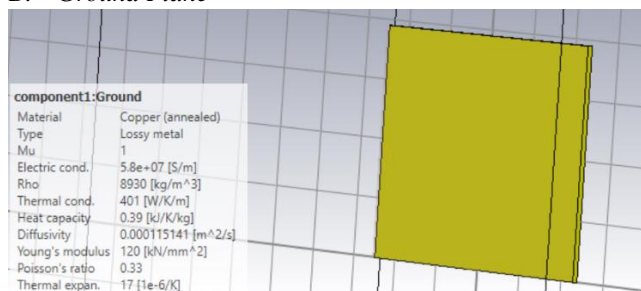 B. Ground Plane
component1:Ground
Material Copper (annealed)
Type Lossy metal
Mu 1
Electric cond. 5.8e+07 [S/m]
Rho 8930 [kg/m^3]
Thermal cond. 401 [W/K/m]
Heat capacity 0.39 [kJ/K/kg]
Diffusivity 0.000115141 [m^2/s]
Young's modulus 120 [kN/mm^2]
Poisson's ratio 0.33
Thermal expan. 17 [1e-6/K]